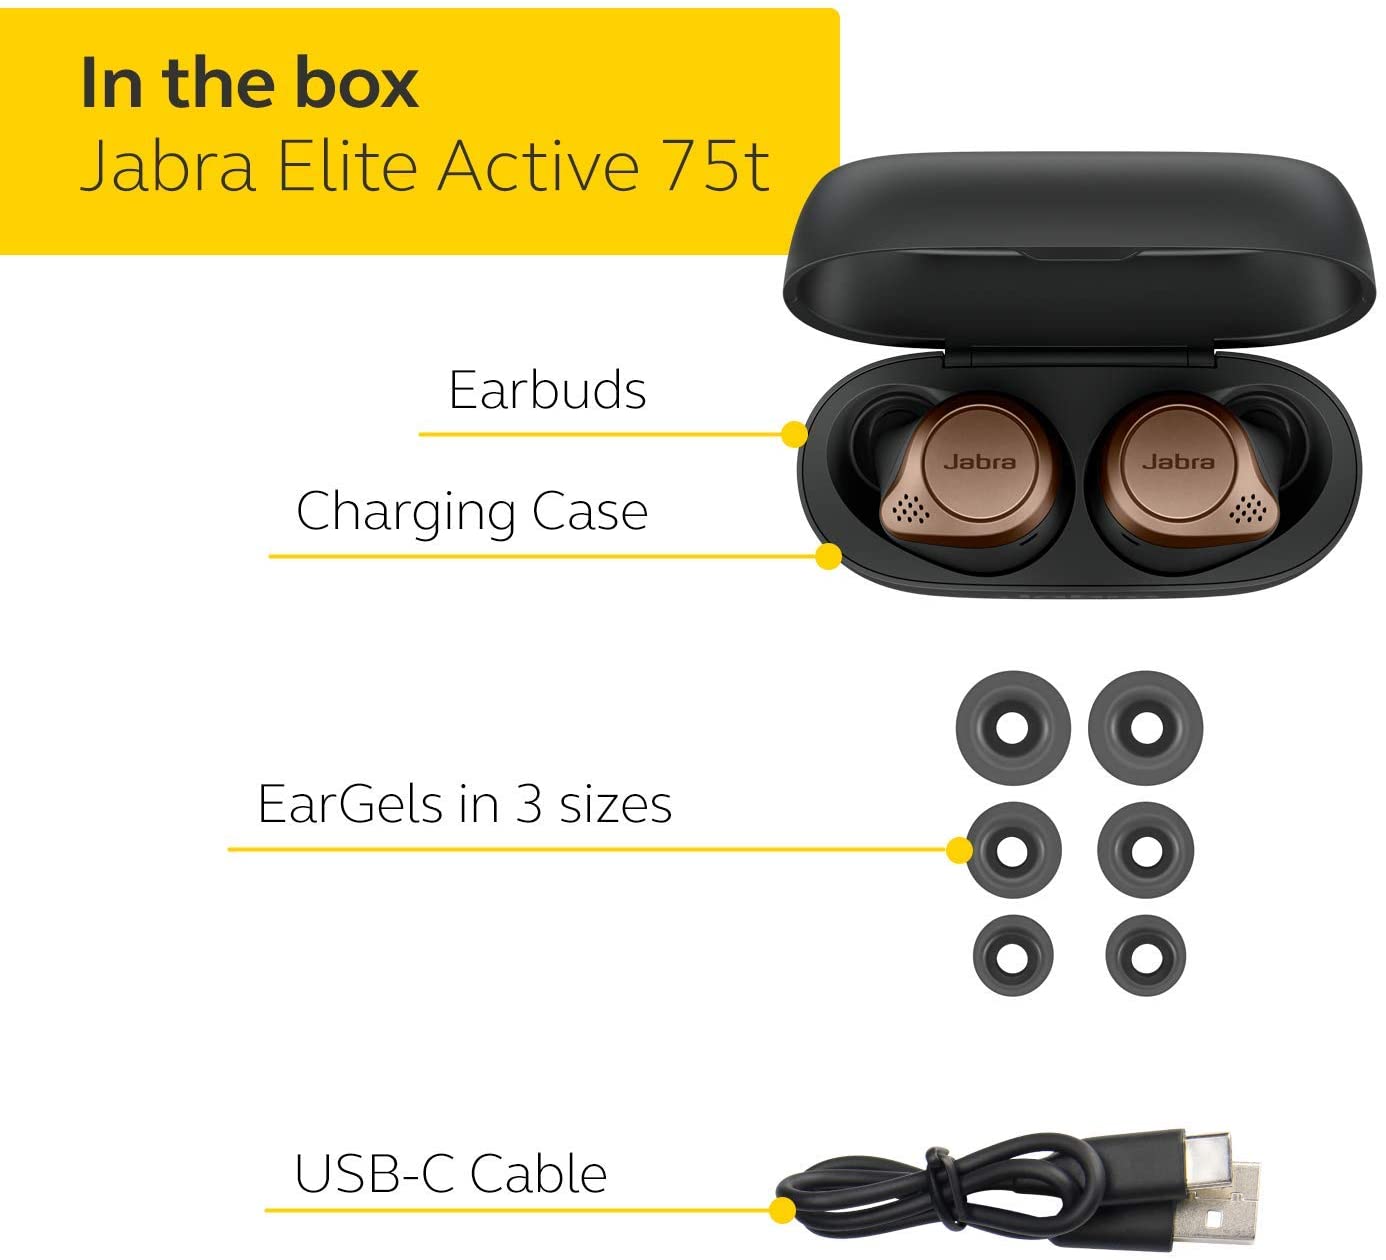 In the box
Jabra Elite Active 75t
Earbuds
Jabra
Jabra
Charging Case
EarGels in 3 sizes
USB-C Cable